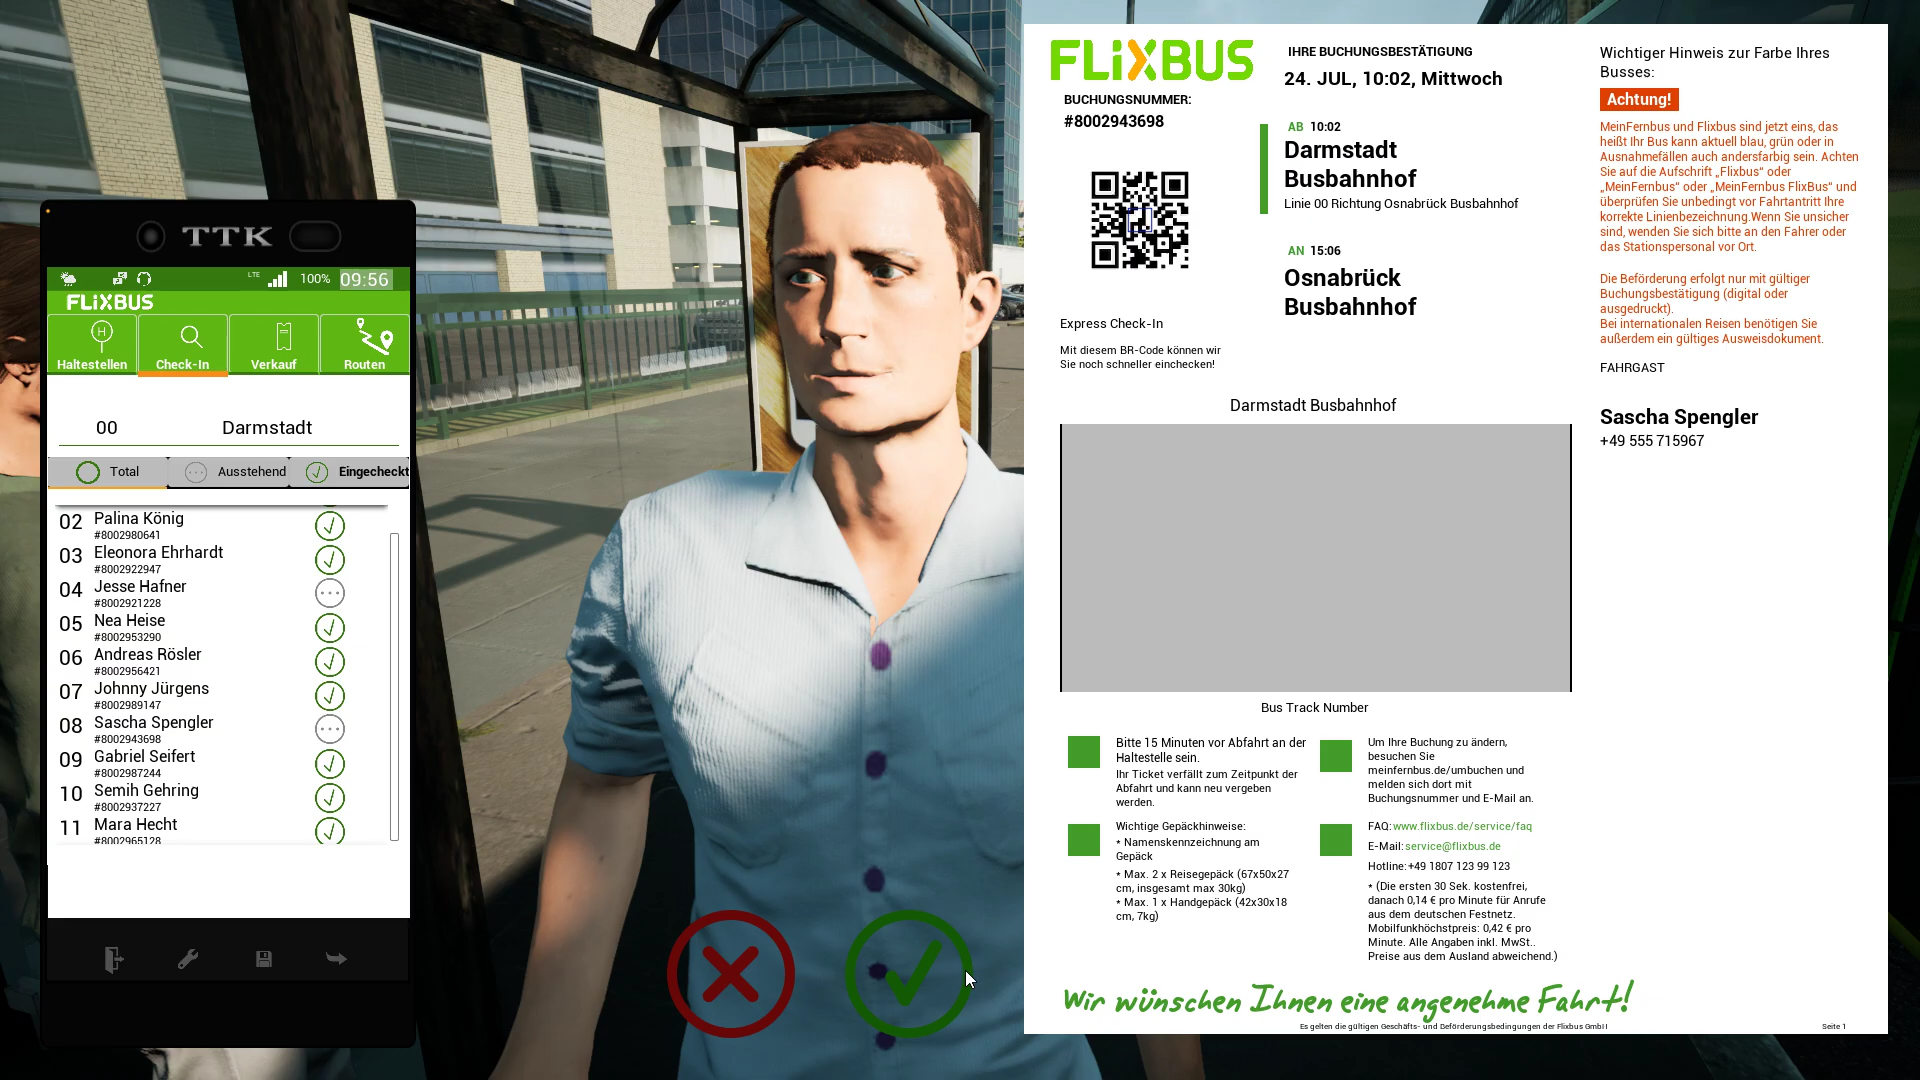 TTK
LTE
100%
09:56
FLiXBUS
Haltestellen
Check-In
Verkauf
Routen
00
Darmstadt
Total
Ausstehend
Eingecheckt
02 Palina König
#8002980641
03 Eleonora Ehrhardt
#8002922947
04 Jesse Hafner
#8002921228
05 Nea Heise
#8002953290
06 Andreas Rösler
#8002956421
07 Johnny Jürgens
#8002989147
08 Sascha Spengler
#8002943698
09 Gabriel Seifert
#8002987244
10 Semih Gehring
#8002937227
11 Mara Hecht
#8002965128
FLiXBUS
BUCHUNGSNUMMER:
#8002943698
IHRE BUCHUNGSBESTÄTIGUNG
24. JUL, 10:02, Mittwoch
AB 10:02
Darmstadt
Busbahnhof
Linie 00 Richtung Osnabrück Busbahnhof
AN 15:06
Osnabrück
Busbahnhof
Express Check-In
Mit diesem BR-Code können wir
Sie noch schneller einchecken!
Darmstadt Busbahnhof
Bus Track Number
Bitte 15 Minuten vor Abfahrt an der
Haltestelle sein.
Ihr Ticket verfällt zum Zeitpunkt der
Abfahrt und kann neu vergeben
werden.
Wichtige Gepäckhinweise:
* Namenskennzeichnung am
Gepäck
* Max. 2 x Reisegepäck (67x50x27
cm, insgesamt max 30kg)
* Max. 1 x Handgepäck (42x30x18
cm, 7kg)
Um Ihre Buchung zu ändern,
besuchen Sie
meinfernbus.de/umbuchen und
melden sich dort mit
Buchungsnummer und E-Mail an.
FAQ: www.flixbus.de/service/faq
E-Mail: service@flixbus.de
Hotline: +49 1807 123 99 123
* (Die ersten 30 Sek. kostenfrei,
danach 0,14 € pro Minute für Anrufe
aus dem deutschen Festnetz.
Mobilfunkhöchstpreis: 0,42 € pro
Minute. Alle Angaben inkl. MwSt..
Preise aus dem Ausland abweichend.)
Wichtiger Hinweis zur Farbe Ihres
Busses:
Achtung!
MeinFernbus und Flixbus sind jetzt eins, das
heißt Ihr Bus kann aktuell blau, grün oder in
Ausnahmefällen auch andersfarbig sein. Achten
Sie auf die Aufschrift „Flixbus“ oder
„MeinFernbus“ oder „MeinFernbus FlixBus“ und
überprüfen Sie unbedingt vor Fahrtantritt Ihre
korrekte Linienbezeichnung.Wenn Sie unsicher
sind, wenden Sie sich bitte an den Fahrer oder
das Stationspersonal vor Ort.
Die Beförderung erfolgt nur mit gültiger
Buchungsbestätigung (digital oder
ausgedruckt).
Bei internationalen Reisen benötigen Sie
außerdem ein gültiges Ausweisdokument.
FAHRGAST
Sascha Spengler
+49 555 715967
Wir wünschen Ihnen eine angenehme Fahrt!
Es gelten die gültigen Geschäfts- und Deförderungsbedingungen der Flixbus
Seite 1